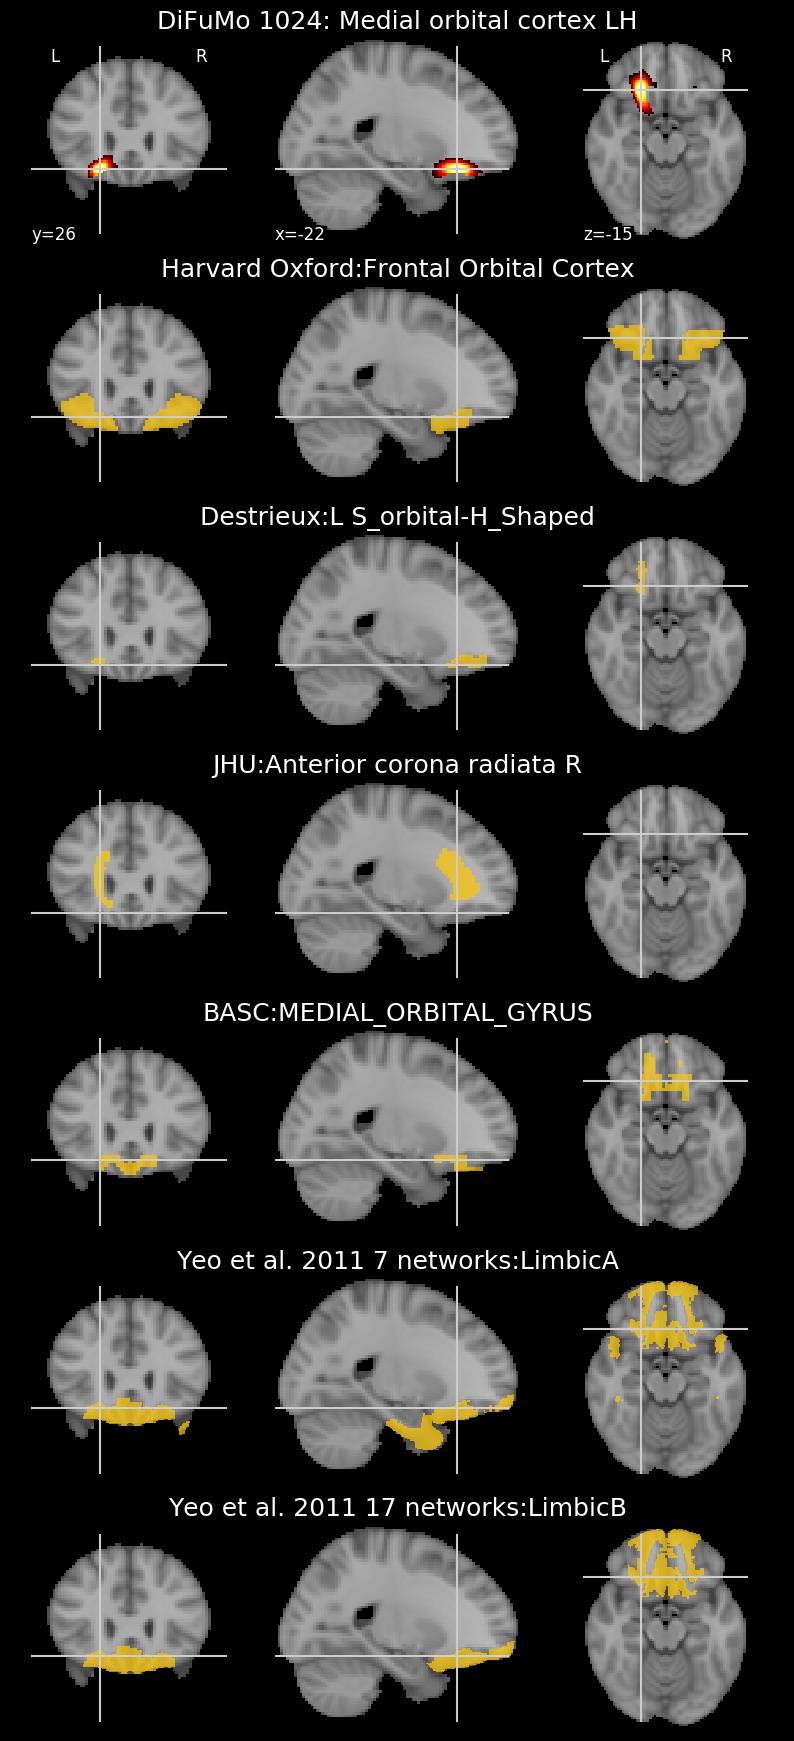 DiFuMo 1024: Medial orbital cortex LH
L R L R
y=26 x=-22 z=-15
Harvard Oxford:Frontal Orbital Cortex
Destrieux:L S_orbital-H_Shaped
JHU:Anterior corona radiata R
BASC:MEDIAL_ORBITAL_GYRUS
Yeo et al. 2011 7 networks:LimbicA
Yeo et al. 2011 17 networks:LimbicB